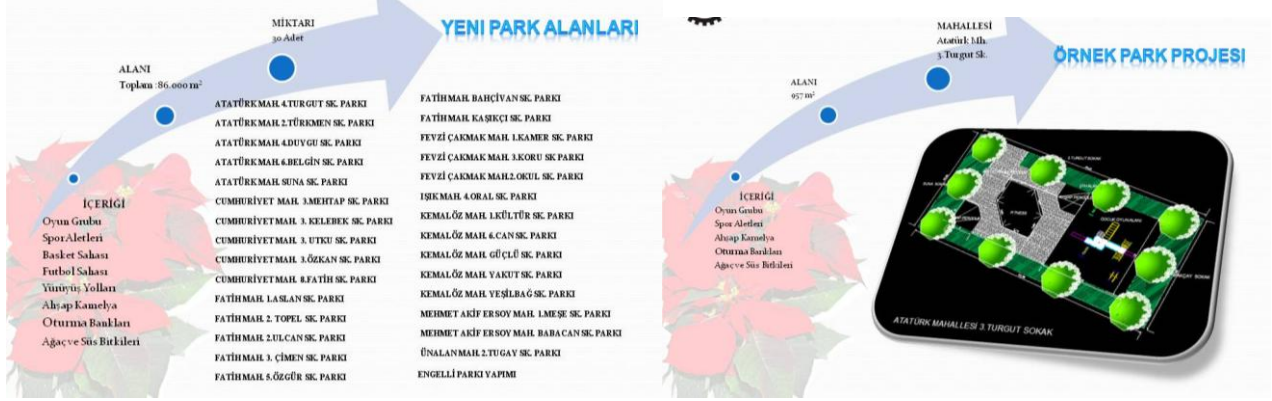 YENİ PARK ALANLARI
MİKTARI
30 Adet
ALANI
Toplam :86.000 m²
İÇERİĞİ
Oyun Grubu
Spor Aletleri
Basket Sahası
Futbol Sahası
Yürüyüş Yolları
Ahşap Kamelya
Oturma Bankları
Ağaç ve Süs Bitkileri
ATATÜRK MAH. 4.TURGUT SK. PARKI
ATATÜRK MAH. 2.TÜRKMEN SK. PARKI
ATATÜRK MAH. 4.DUYGU SK. PARKI
ATATÜRK MAH. 6.BELGİN SK. PARKI
ATATÜRK MAH. SUNA SK. PARKI
CUMHURİYET MAH. 3.MEHTAP SK. PARKI
CUMHURİYET MAH. 3. KELEBEK SK. PARKI
CUMHURİYET MAH. 3. UTKU SK. PARKI
CUMHURİYET MAH. 3.ÖZKAN SK. PARKI
CUMHURİYET MAH. 8.FATİH SK. PARKI
FATİH MAH. 1.ASLAN SK. PARKI
FATİH MAH. 2. TOPEL SK. PARKI
FATİH MAH. 2.ULCAN SK. PARKI
FATİH MAH. 3. ÇİMEN SK. PARKI
FATİH MAH. 5.ÖZGÜR SK. PARKI
FATİH MAH. BAHÇİVAN SK. PARKI
FATİH MAH. KAŞIKÇI SK. PARKI
FEVZİ ÇAKMAK MAH. 1.KAMER SK. PARKI
FEVZİ ÇAKMAK MAH. 3.KORU SK PARKI
FEVZİ ÇAKMAK MAH.2.OKUL SK. PARKI
IŞIK MAH. 4.ORAL SK. PARKI
KEMALÖZ MAH. 1.KÜLTÜR SK. PARKI
KEMALÖZ MAH. 6.CAN SK. PARKI
KEMALÖZ MAH. GÜÇLÜ SK. PARKI
KEMALÖZ MAH. YAKUT SK. PARKI
KEMALÖZ MAH. YEŞİLBAĞ SK. PARKI
MEHMET AKİF ERSOY MAH. 1.MEŞE SK. PARKI
MEHMET AKİF ERSOY MAH. BABACAN SK. PARKI
ÜNALAN MAH. 2.TUGAY SK. PARKI
ENGELLİ PARKI YAPIMI
ÖRNEK PARK PROJESI
MAHALLESİ
Atatürk Mh.
3.Turgut Sk.
ALANI
957 m²
İÇERİĞİ
Oyun Grubu
Spor Aletleri
Ahşap Kamelya
Oturma Bankları
Ağaç ve Süs Bitkileri
3.TURGUT SOKAK
FITNESS
ATATÜRK MAHALLESİ 3.TURGUT SOKAK